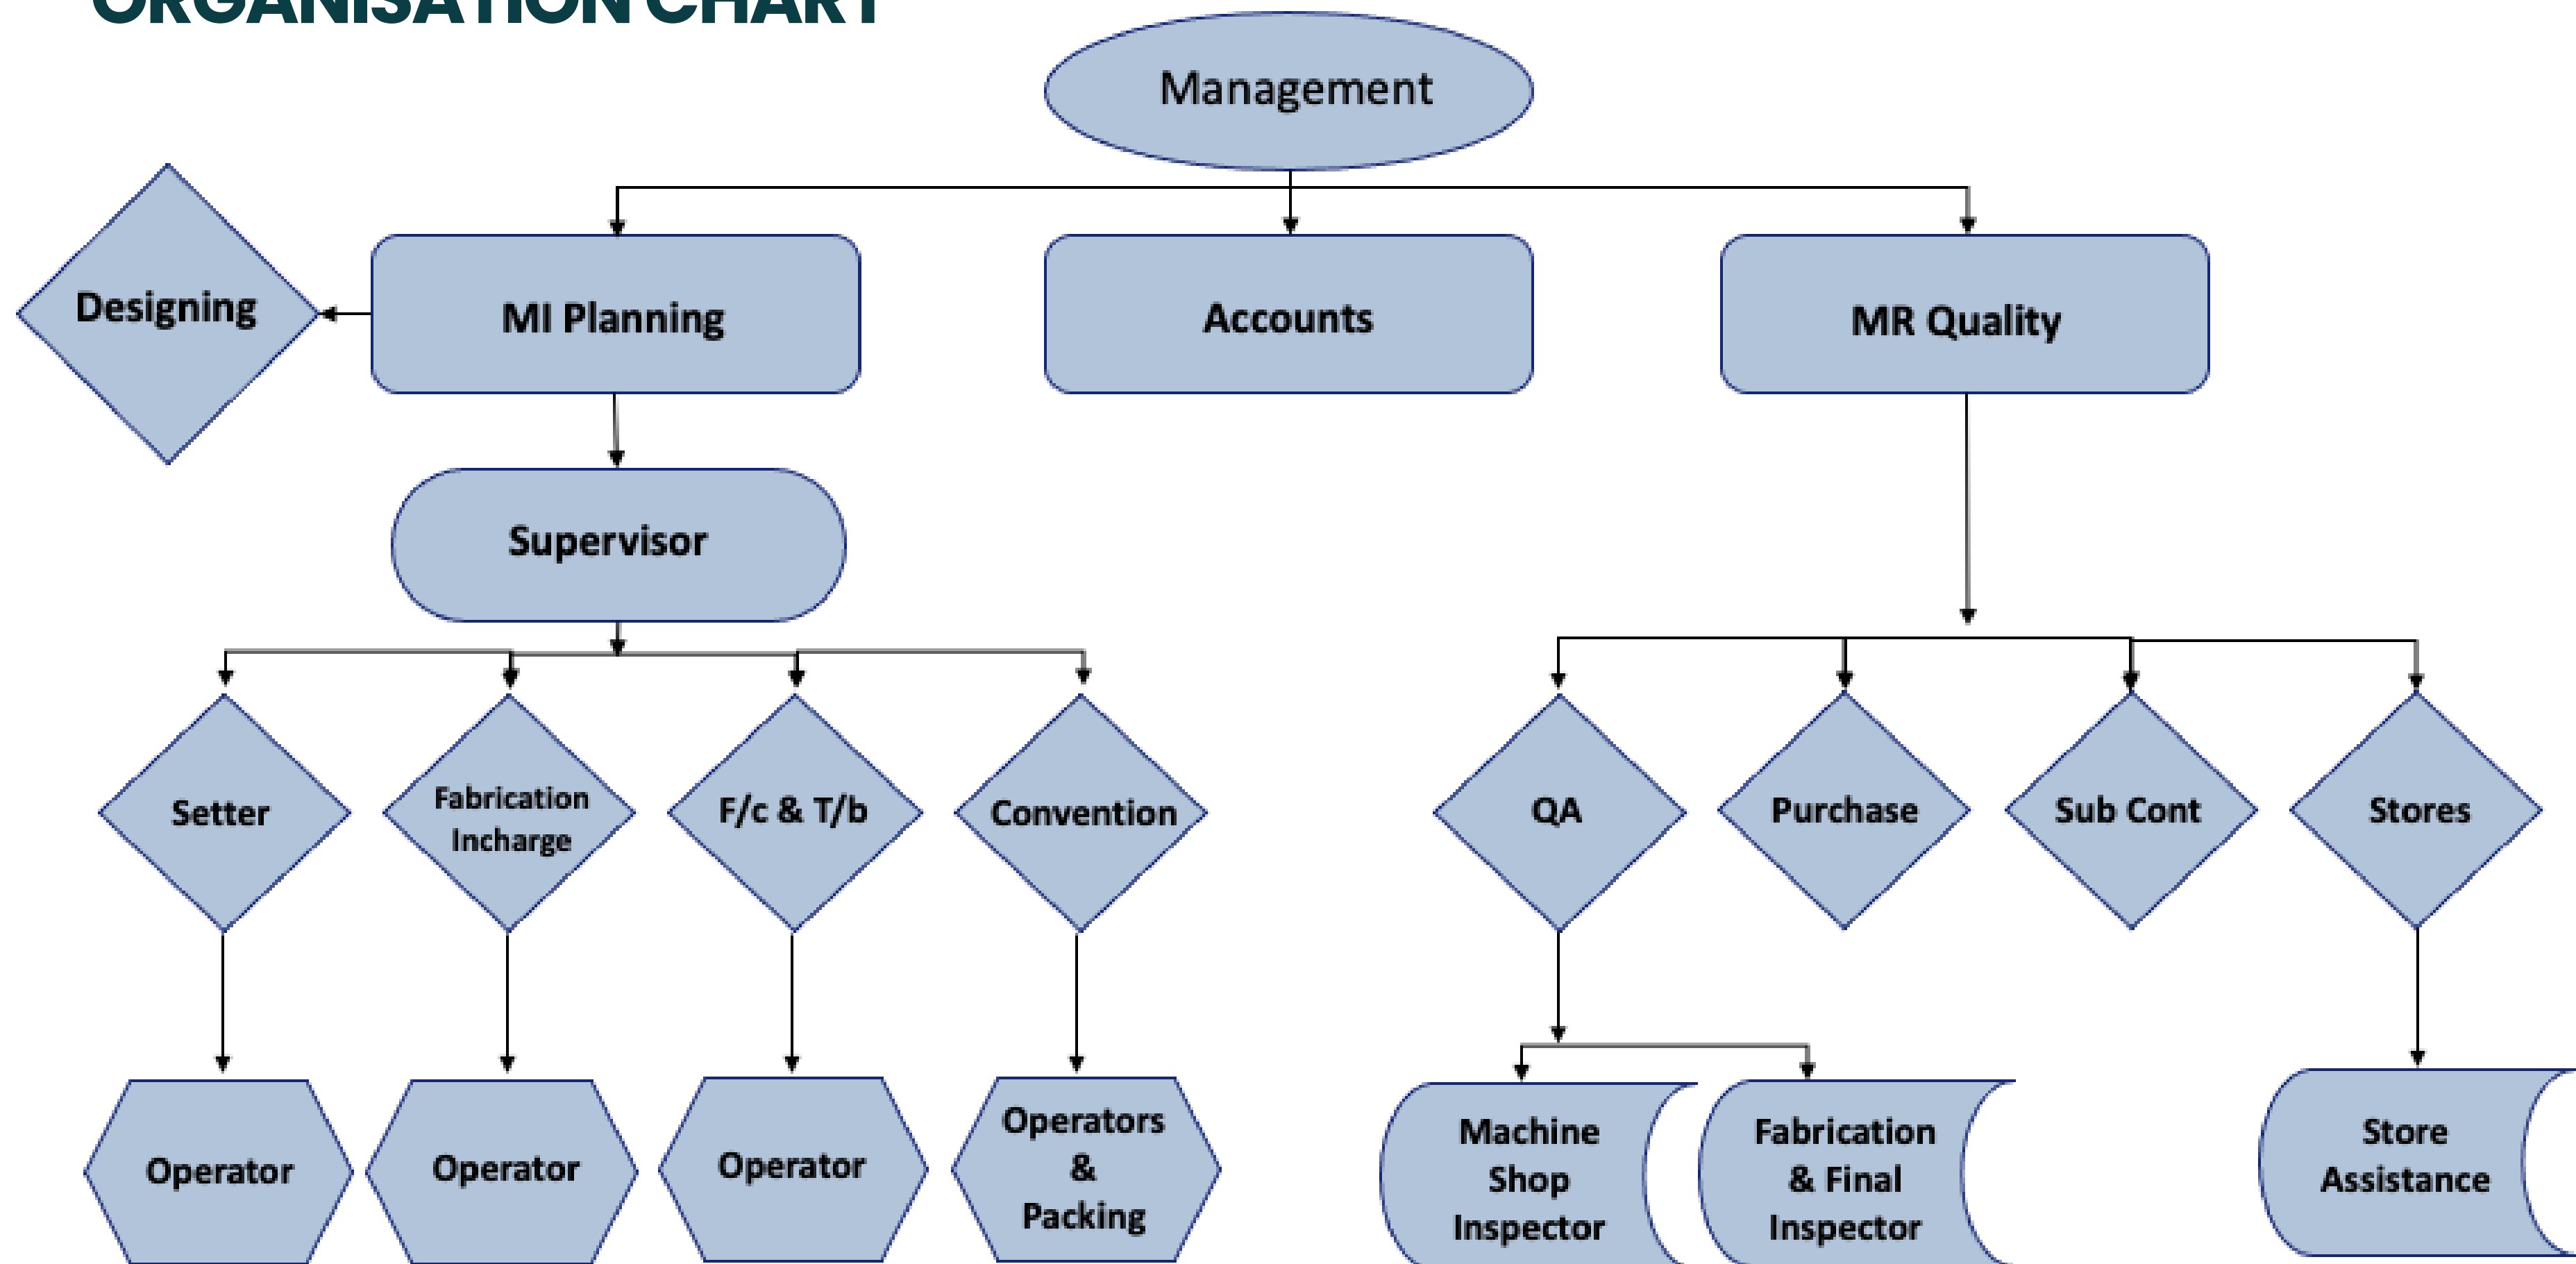 ORGANISATION CHART
Management
Designing
MI Planning
Accounts
MR Quality
Supervisor
Setter
Fabrication
Incharge
F/c & T/b
Convention
QA
Purchase
Sub Cont
Stores
Operator
Operator
Operator
Operators
&
Packing
Machine
Shop
Inspector
Fabrication
& Final
Inspector
Store
Assistance